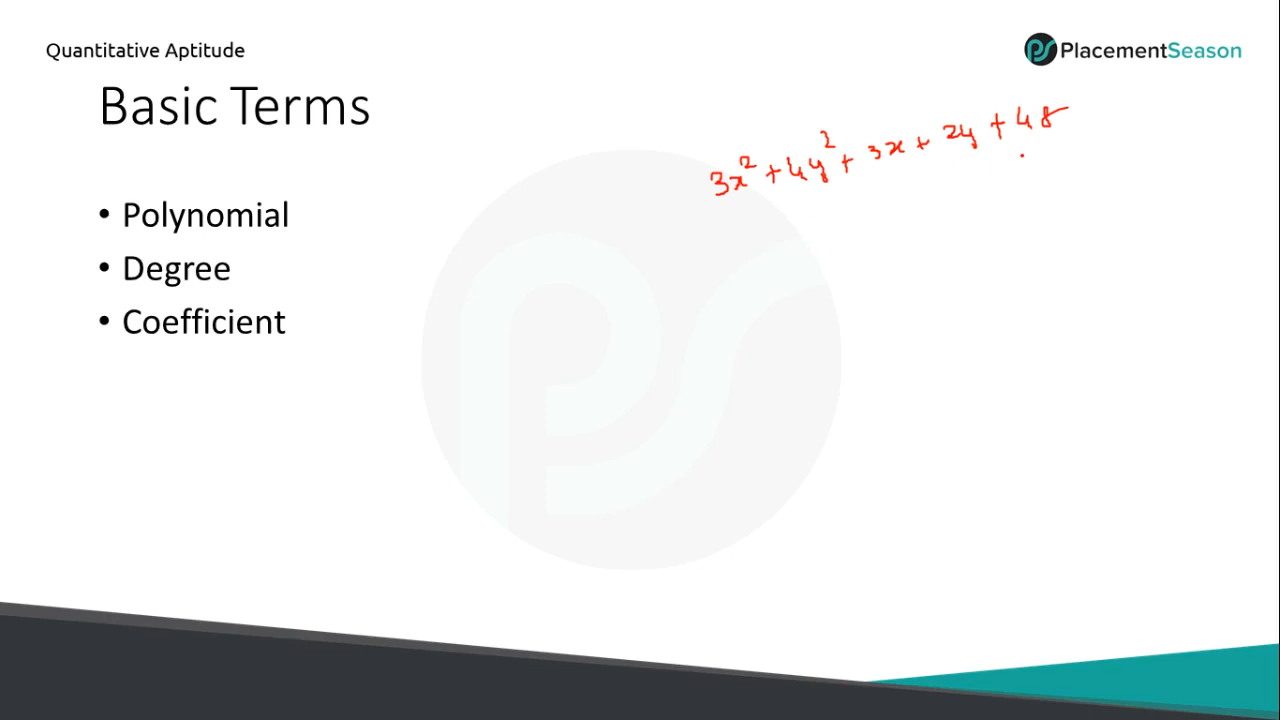 Quantitative Aptitude
PlacementSeason
Basic Terms
3x² + 4y² + 3x + 2y + 48
• Polynomial
• Degree
• Coefficient